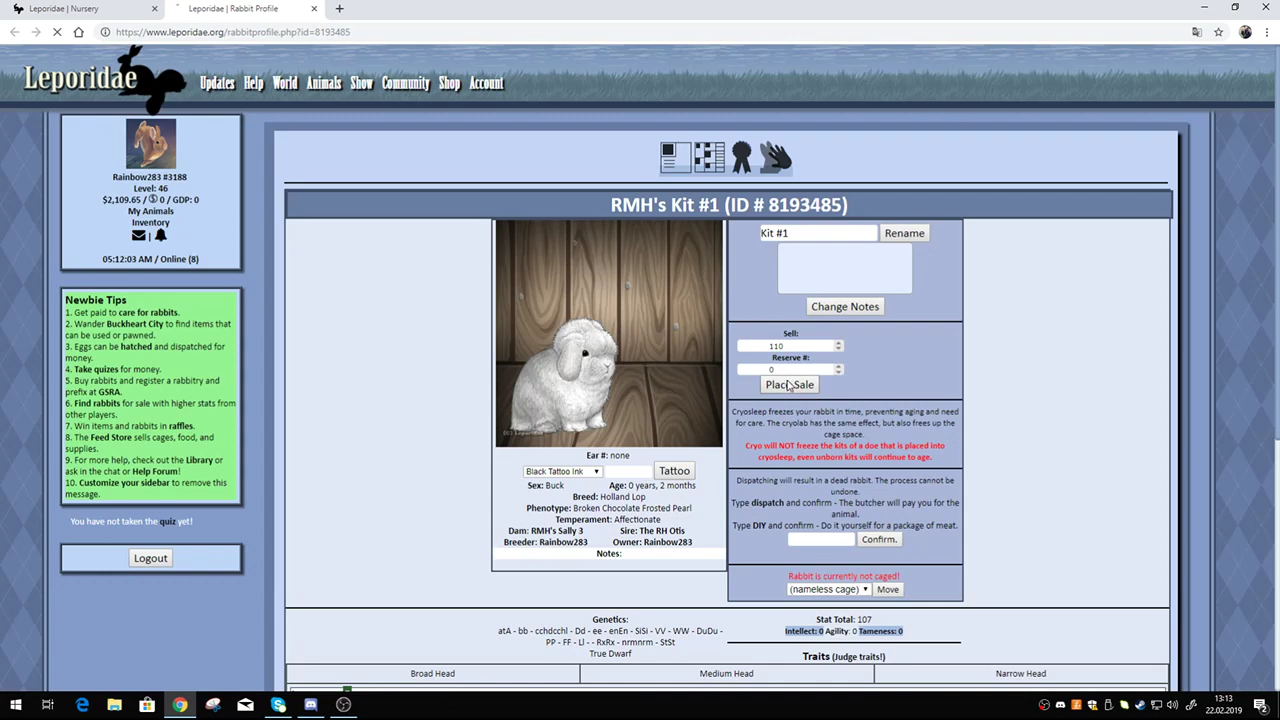 Leporidae | Nursery
Leporidae | Rabbit Profile
https://www.leporidae.org/rabbitprofile.php?id=8193485
Leporidae
Updates Help World Animals Show Community Shop Account
Rainbow283 #3188
Level: 46
$2,109.65 / 0 / GDP: 0
My Animals
Inventory
|
05:12:03 AM / Online (8)
Newbie Tips
1. Get paid to care for rabbits.
2. Wander Buckheart City to find items that
can be used or pawned.
3. Eggs can be hatched and dispatched for
money.
4. Take quizes for money.
5. Buy rabbits and register a rabbitry and
prefix at GSRA.
6. Find rabbits for sale with higher stats from
other players.
7. Win items and rabbits in raffles.
8. The Feed Store sells cages, food, and
supplies.
9. For more help, check out the Library or
ask in the chat or Help Forum!
10. Customize your sidebar to remove this
message.
You have not taken the quiz yet!
Logout
RMH's Kit #1 (ID # 8193485)
Ear #: none
Black Tattoo Ink
Tattoo
Sex: Buck Age: 0 years, 2 months
Breed: Holland Lop
Phenotype: Broken Chocolate Frosted Pearl
Temperament: Affectionate
Dam: RMH's Sally 3 Sire: The RH Otis
Breeder: Rainbow283 Owner: Rainbow283
Notes:
Kit #1
Rename
Change Notes
Sell:
110
Reserve #:
0
Place Sale
Cryosleep freezes your rabbit in time, preventing aging and need
for care. The cryolab has the same effect, but also frees up the
cage space.
Cryo will NOT freeze the kits of a doe that is placed into
cryosleep, even unborn kits will continue to age.
Dispatching will result in a dead rabbit. The process cannot be
undone.
Type dispatch and confirm - The butcher will pay you for the
animal.
Type DIY and confirm - Do it yourself for a package of meat.
Confirm.
Rabbit is currently not caged!
(nameless cage)
Move
Genetics:
atA - bb - cchdcchl - Dd - ee - enEn - SiSi - VV - WW - DuDu -
PP - FF - Ll - - RxRx - nrmnrm - StSt
True Dwarf
Stat Total: 107
Intellect: 0 Agility: 0 Tameness: 0
Traits (Judge traits!)
Broad Head
Medium Head
Narrow Head
13:13
22.02.2019
2